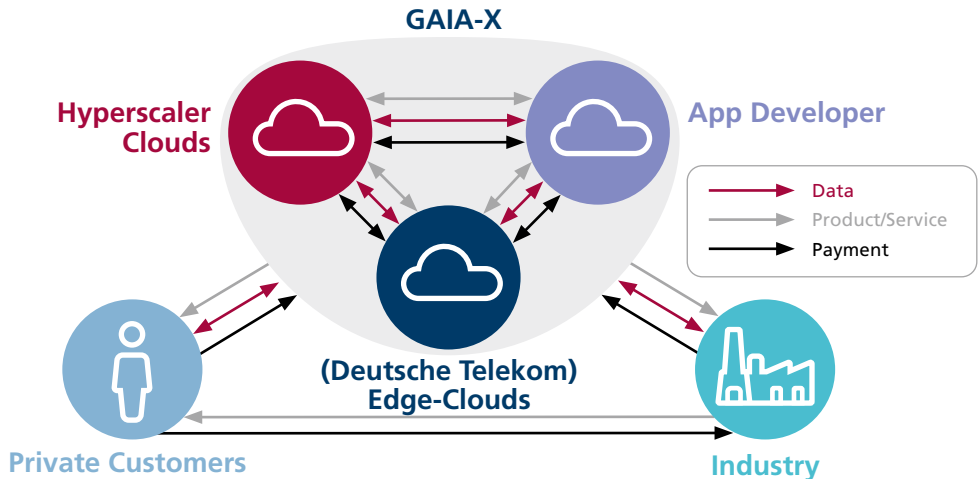 GAIA-X
Hyperscaler
Clouds
App Developer
Data
Product/Service
Payment
(Deutsche Telekom)
Edge-Clouds
Private Customers
Industry